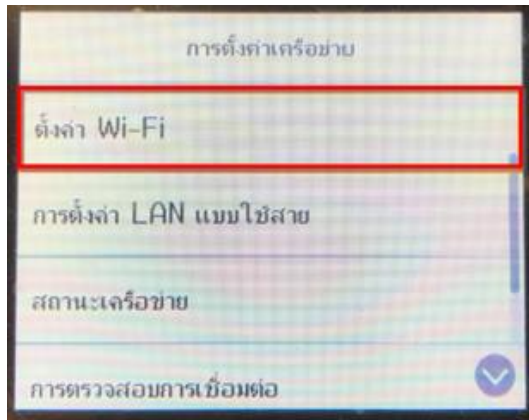 การตั้งค่าเครือข่าย
ตั้งค่า Wi-Fi
การตั้งค่า LAN แบบใช้สาย
สถานะเครือข่าย
การตรวจสอบการเชื่อมต่อ